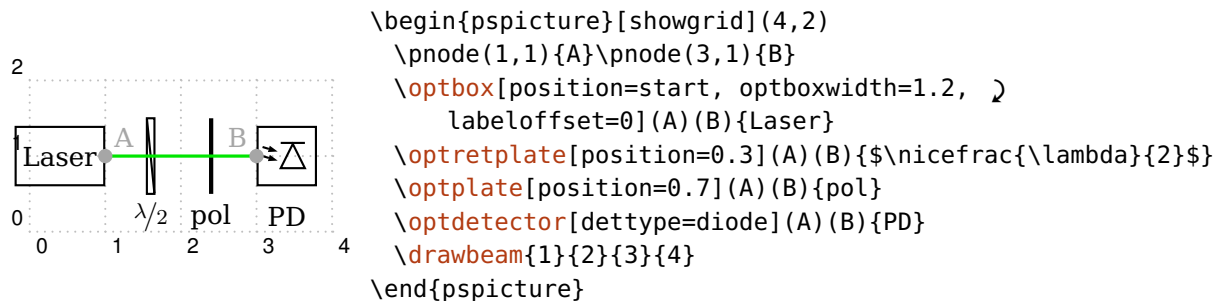 2
1
0
0 1 2 3 4
Laser
A
B
λ/2 pol PD
\begin{pspicture}[showgrid](4,2)
\pnode(1,1){A}\pnode(3,1){B}
\optbox[position=start, optboxwidth=1.2,
labeloffset=0](A)(B){Laser}
\optretplate[position=0.3](A)(B){$\nicefrac{\lambda}{2}$}
\optplate[position=0.7](A)(B){pol}
\optdetector[dettype=diode](A)(B){PD}
\drawbeam{1}{2}{3}{4}
\end{pspicture}